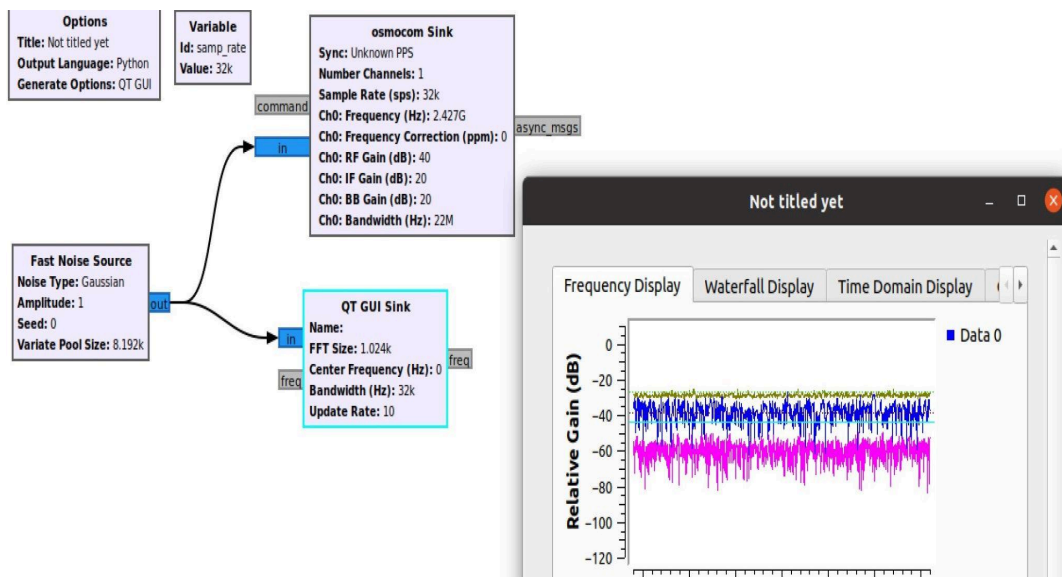 Options
Title: Not titled yet
Output Language: Python
Generate Options: QT GUI
Variable
Id: samp_rate
Value: 32k
osmocom Sink
Sync: Unknown PPS
Number Channels: 1
Sample Rate (sps): 32k
Ch0: Frequency (Hz): 2.427G
Ch0: Frequency Correction (ppm): 0
Ch0: RF Gain (dB): 40
Ch0: IF Gain (dB): 20
Ch0: BB Gain (dB): 20
Ch0: Bandwidth (Hz): 22M
command
in
async_msgs
Fast Noise Source
Noise Type: Gaussian
Amplitude: 1
Seed: 0
Variate Pool Size: 8.192k
out
QT GUI Sink
Name:
FFT Size: 1.024k
Center Frequency (Hz): 0
Bandwidth (Hz): 32k
Update Rate: 10
in
freq
freq
Not titled yet
Frequency Display
Waterfall Display
Time Domain Display
Data 0
Relative Gain (dB)
0
-20
-40
-60
-80
-100
-120